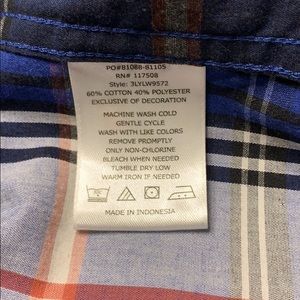 PO#81088-81105
RN# 117508
Style: 3LYLW9572
60% COTTON 40% POLYESTER
EXCLUSIVE OF DECORATION
MACHINE WASH COLD
GENTLE CYCLE
WASH WITH LIKE COLORS
REMOVE PROMPTLY
ONLY NON-CHLORINE
BLEACH WHEN NEEDED
TUMBLE DRY LOW
WARM IRON IF NEEDED
MADE IN INDONESIA